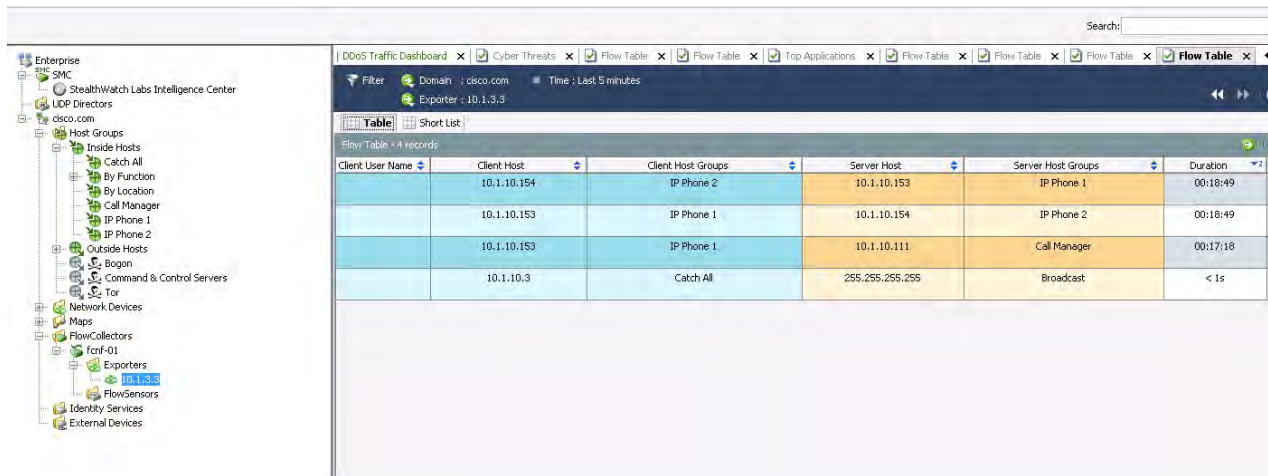 Search:
Enterprise
SMC
StealthWatch Labs Intelligence Center
UDP Directors
cisco.com
Host Groups
Inside Hosts
Catch All
By Function
By Location
Call Manager
IP Phone 1
IP Phone 2
Outside Hosts
Bogon
Command & Control Servers
Tor
Network Devices
Maps
FlowCollectors
fcnf-01
Exporters
10.1.3.3
FlowSensors
Identity Services
External Devices
DDoS Traffic Dashboard Cyber Threats Flow Table Flow Table Top Applications Flow Table Flow Table Flow Table Flow Table
Filter Domain : cisco.com Time : Last 5 minutes
Exporter : 10.1.3.3
Table Short List
Flow Table - 4 records
Client User Name Client Host Client Host Groups Server Host Server Host Groups Duration
10.1.10.154 IP Phone 2 10.1.10.153 IP Phone 1 00:18:49
10.1.10.153 IP Phone 1 10.1.10.154 IP Phone 2 00:18:49
10.1.10.153 IP Phone 1 10.1.10.111 Call Manager 00:17:18
10.1.10.3 Catch All 255.255.255.255 Broadcast < 1s